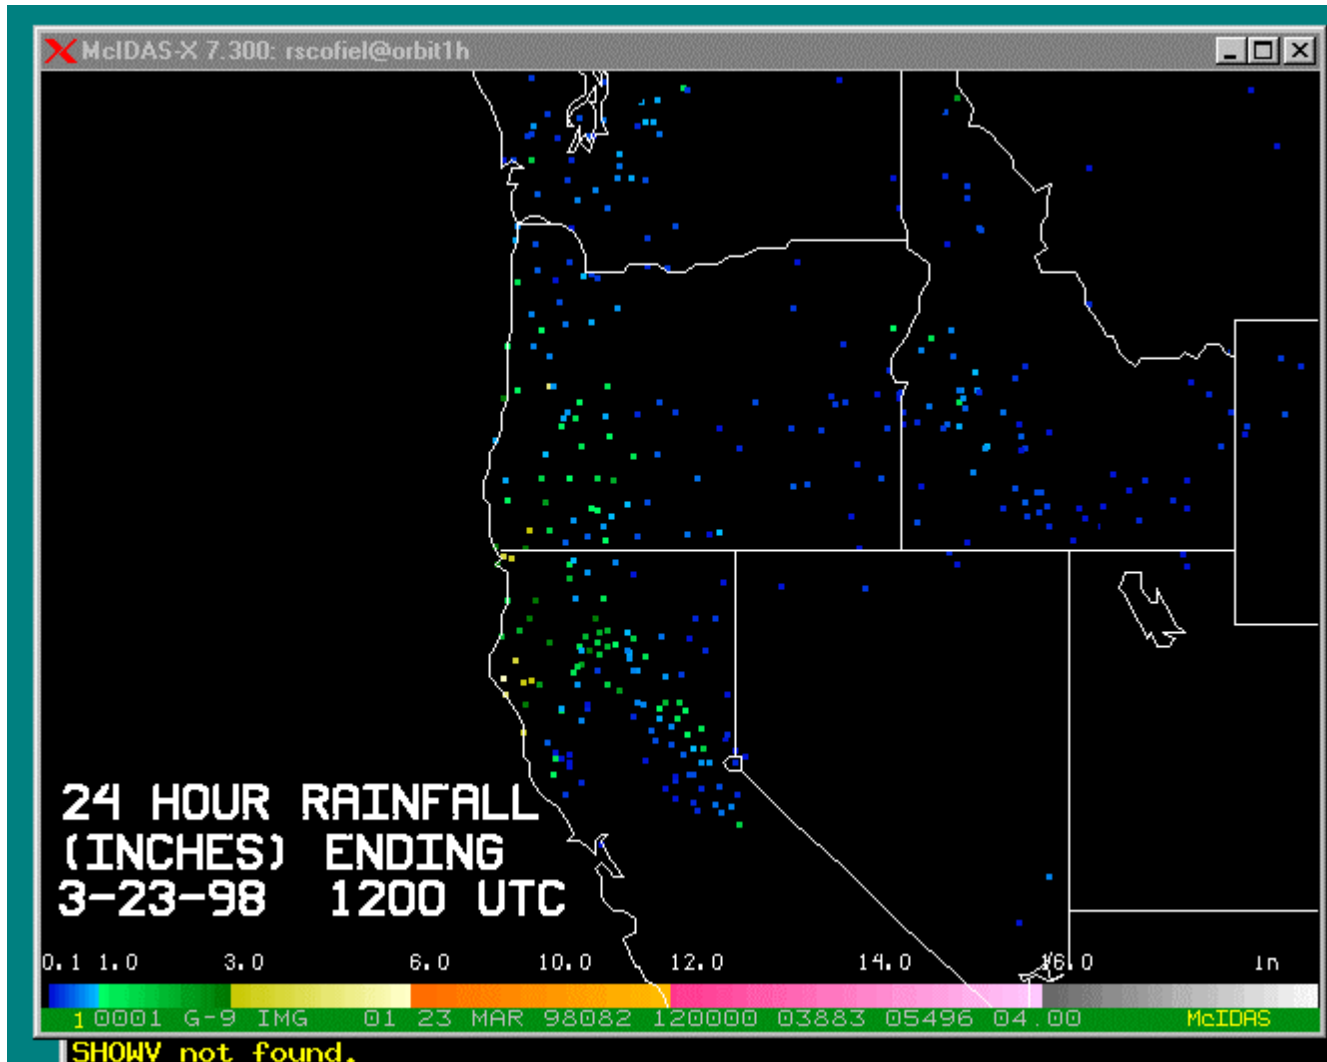 McIDAS-X 7.300: rscofiel@orbit1h
24 HOUR RAINFALL
(INCHES) ENDING
3-23-98 1200 UTC
0.1 1.0 3.0 6.0 10.0 12.0 14.0 16.0 in
1 0001 G-9 IMG 01 23 MAR 98082 120000 03883 05496 04.00 McIDAS
SHOWV not found.